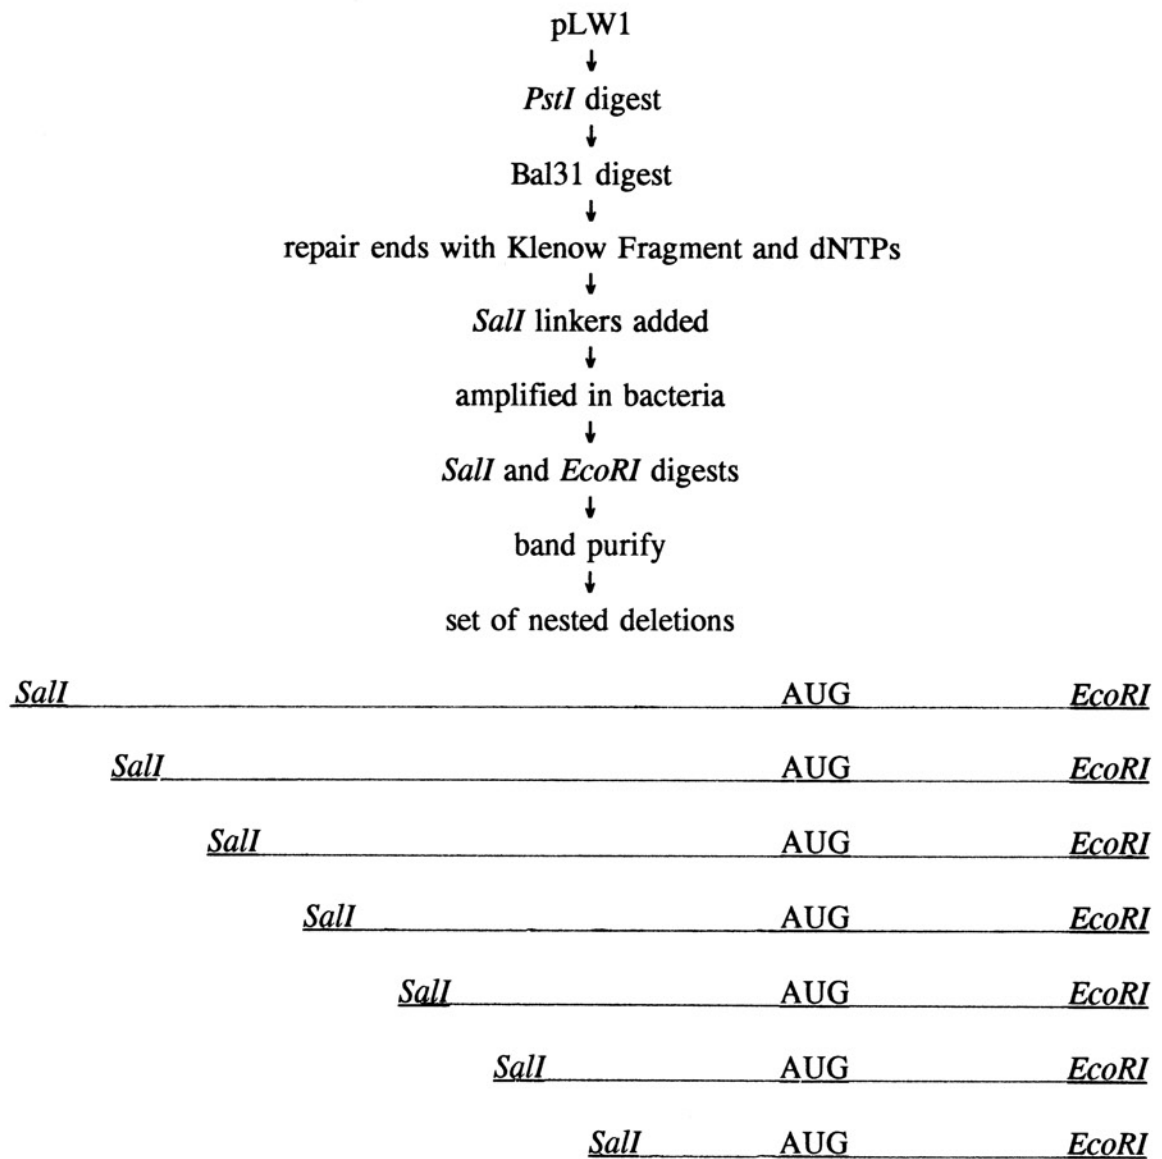 pLW1
↓
PstI digest
↓
Bal31 digest
↓
repair ends with Klenow Fragment and dNTPs
↓
SalI linkers added
↓
amplified in bacteria
↓
SalI and EcoRI digests
↓
band purify
↓
set of nested deletions
SalI AUG EcoRI
SalI AUG EcoRI
SalI AUG EcoRI
SalI AUG EcoRI
SalI AUG EcoRI
SalI AUG EcoRI
SalI AUG EcoRI